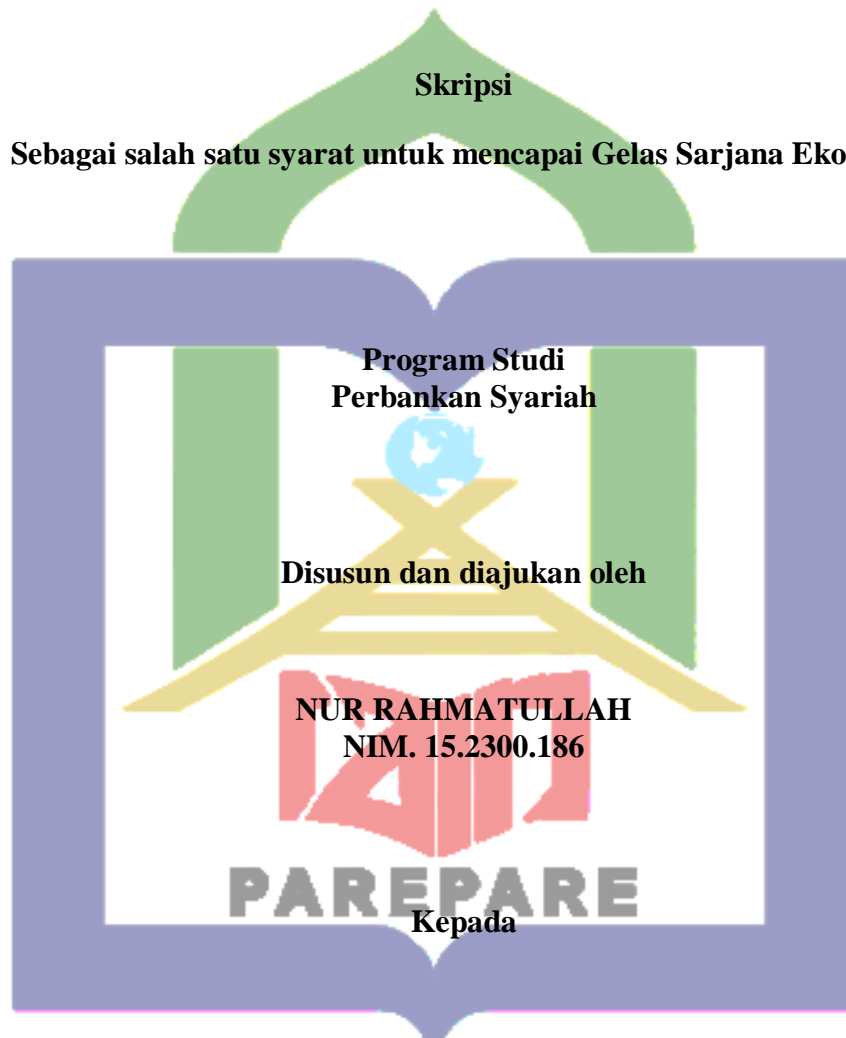 Skripsi
Sebagai salah satu syarat untuk mencapai Gelas Sarjana Eko
Program Studi
Perbankan Syariah
Disusun dan diajukan oleh
NUR RAHMATULLAH
NIM. 15.2300.186
iain
PAREPARE
Kepada